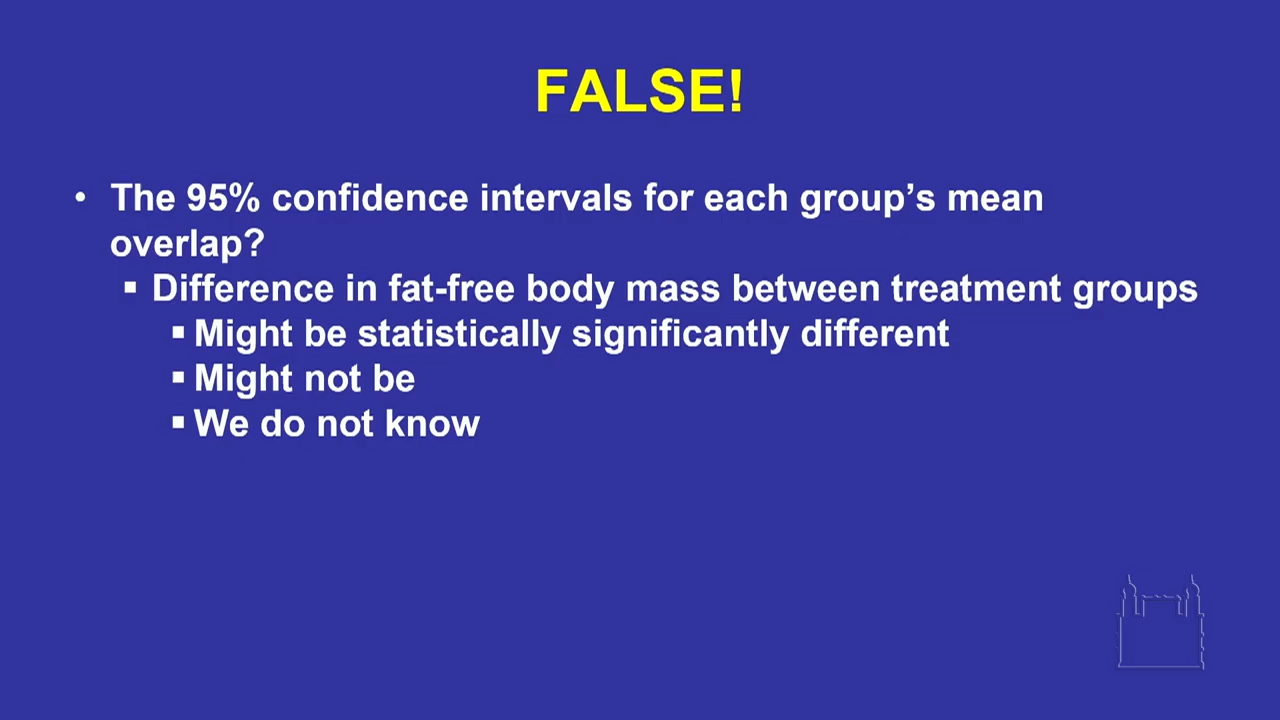 FALSE!
• The 95% confidence intervals for each group’s mean
overlap?
▪ Difference in fat-free body mass between treatment groups
▪ Might be statistically significantly different
▪ Might not be
▪ We do not know